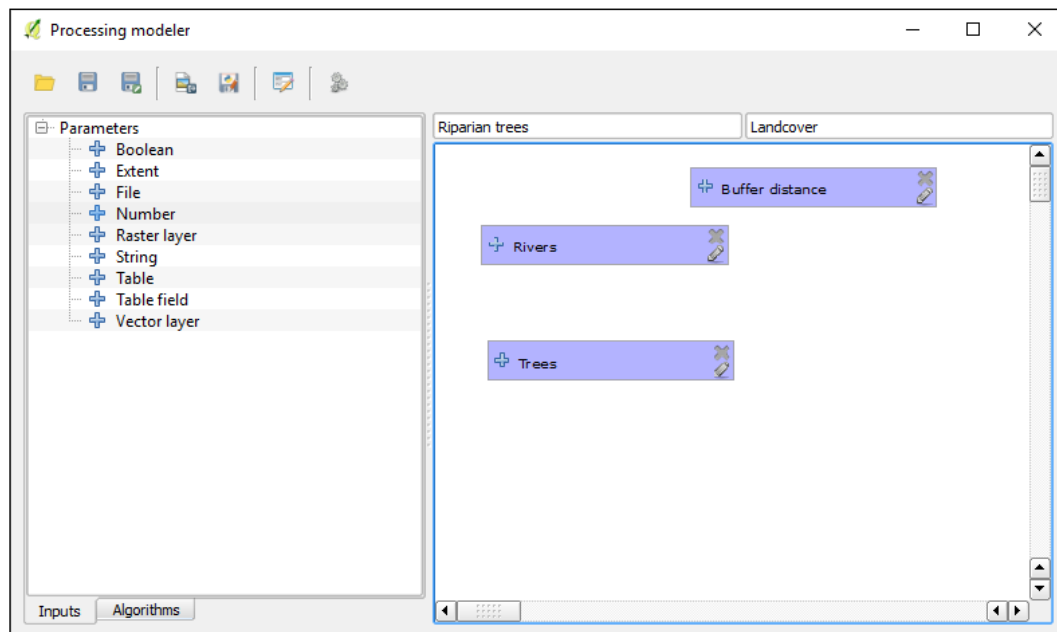 Processing modeler
Parameters
Boolean
Extent
File
Number
Raster layer
String
Table
Table field
Vector layer
Inputs
Algorithms
Riparian trees
Landcover
Buffer distance
Rivers
Trees